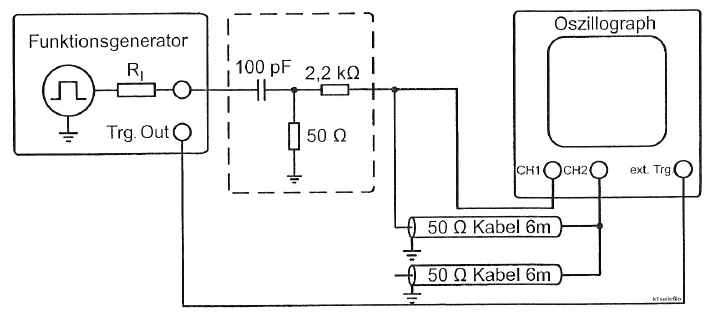 Funktionsgenerator
R_I
Trg. Out
100 pF
2,2 kΩ
50 Ω
Oszillograph
CH1
CH2
ext. Trg.
50 Ω Kabel 6m
50 Ω Kabel 6m